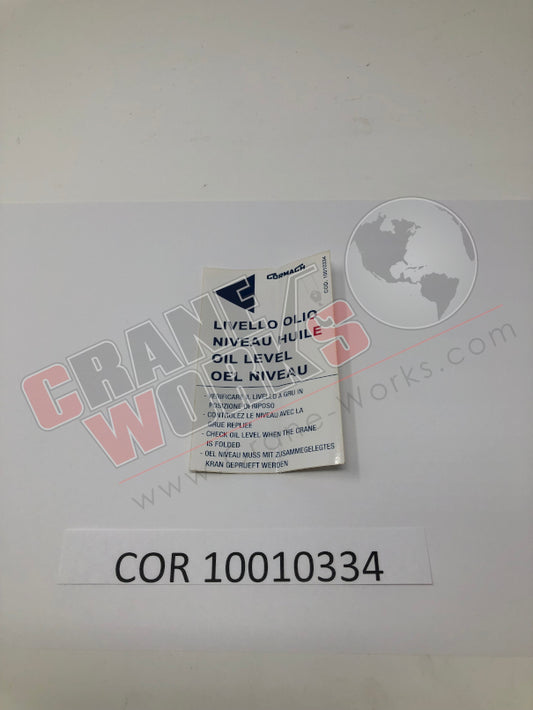 CORMACH
COD. 10010334
LIVELLO OLIO
NIVEAU HUILE
OIL LEVEL
OEL NIVEAU
- VERIFICARE IL LIVELLO A GRU IN
POSIZIONE DI RIPOSO
- CONTROLEZ LE NIVEAU AVEC LA
GRUE REPLIEE
- CHECK OIL LEVEL WHEN THE CRANE
IS FOLDED
- OEL NIVEAU MUSS MIT ZUSAMMEGELEGTES
KRAN GEPRÜEFT WERDEN
CRANE
WORKS
www.crane-works.com
COR 10010334